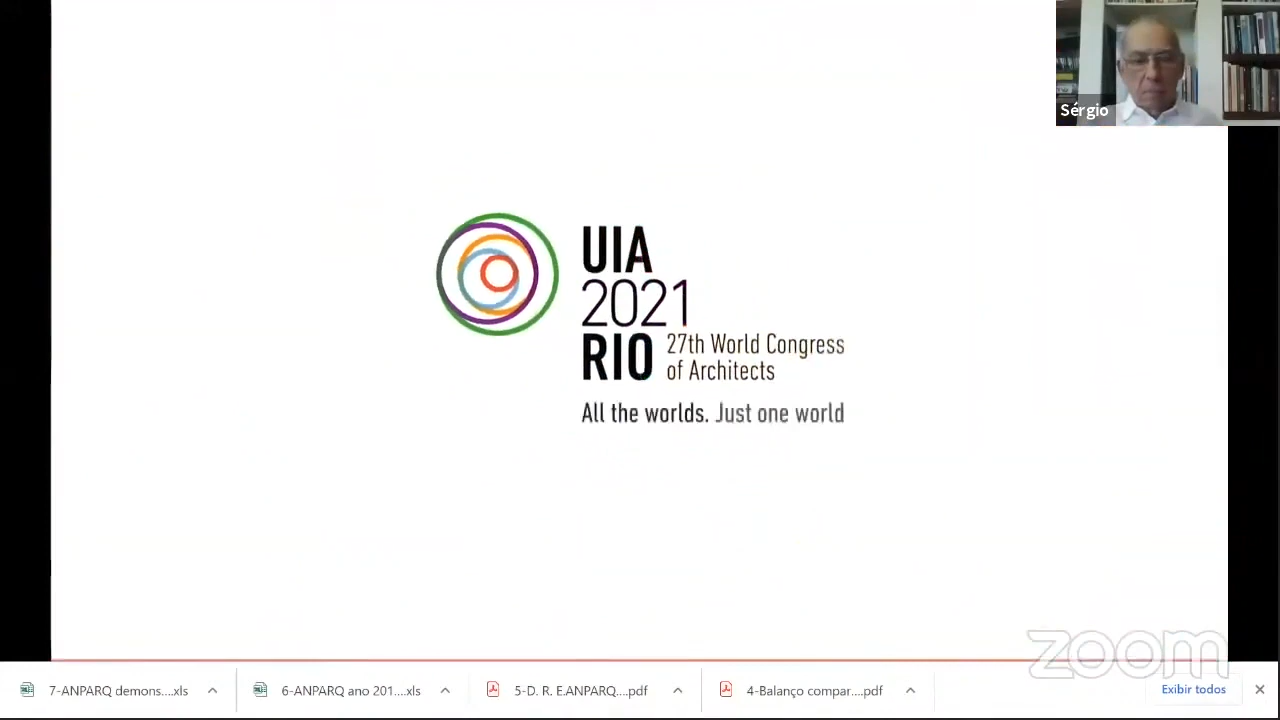 Sérgio
UIA
2021
RIO 27th World Congress
of Architects
All the worlds. Just one world
zoom
7-ANPARQ demons....xls
6-ANPARQ ano 201....xls
5-D. R. E.ANPARQ....pdf
4-Balanço compar....pdf
Exibir todos